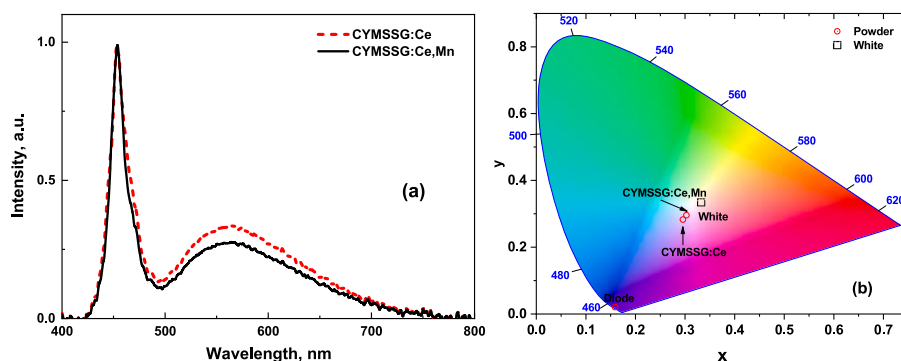 CYMSSG:Ce
CYMSSG:Ce,Mn
1.0
0.5
0.0
400 500 600 700 800
Intensity, a.u.
Wavelength, nm
(a)
Powder
White
0.8
0.6
0.4
0.2
0.0
0.0 0.1 0.2 0.3 0.4 0.5 0.6 0.7
y
x
520
540
560
580
600
620
500
480
460
CYMSSG:Ce,Mn
White
CYMSSG:Ce
Diode
(b)